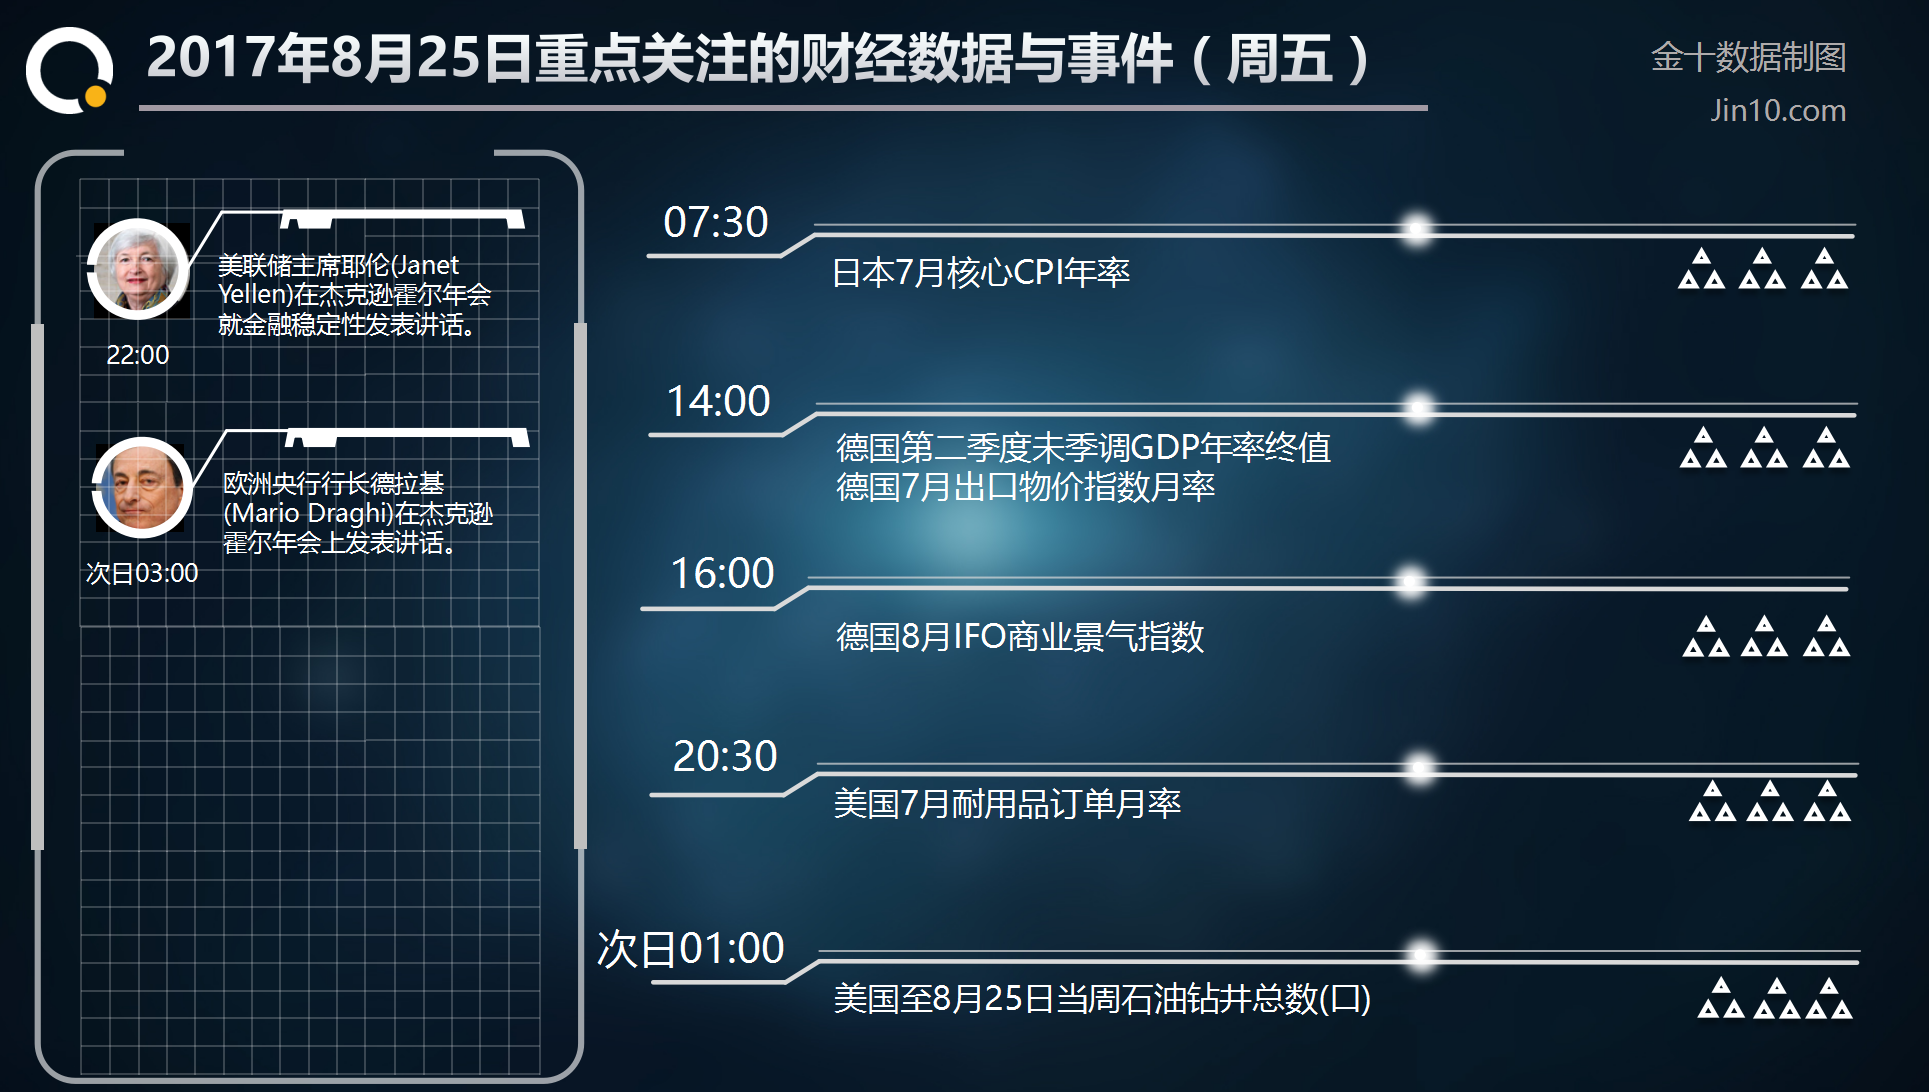 2017年8月25日重点关注的财经数据与事件（周五）
金十数据制图
Jin10.com
美联储主席耶伦(Janet
Yellen)在杰克逊霍尔年会
就金融稳定性发表讲话。
22:00
欧洲央行行长德拉基
(Mario Draghi)在杰克逊
霍尔年会上发表讲话。
次日03:00
07:30
日本7月核心CPI年率
14:00
德国第二季度未季调GDP年率终值
德国7月出口物价指数月率
16:00
德国8月IFO商业景气指数
20:30
美国7月耐用品订单月率
次日01:00
美国至8月25日当周石油钻井总数(口)